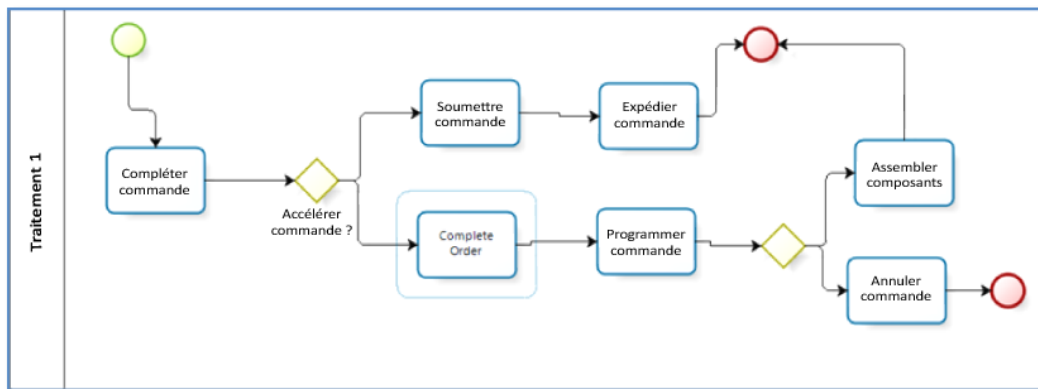 Traitement 1
Compléter
commande
Accélérer
commande ?
Soumettre
commande
Expédier
commande
Complete
Order
Programmer
commande
Assembler
composants
Annuler
commande